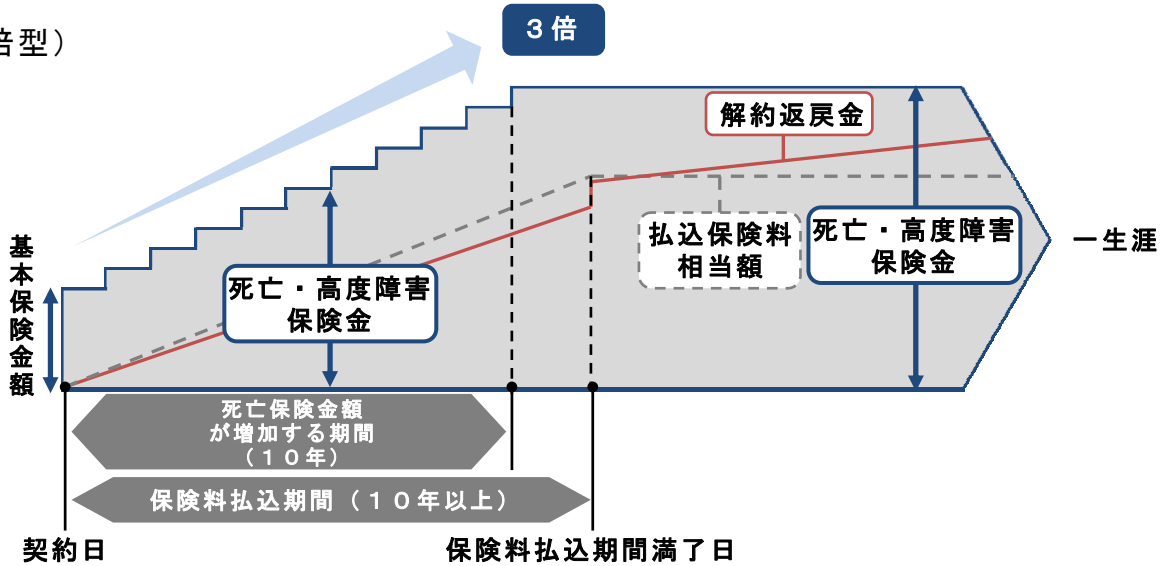 倍型）
３倍
解約返戻金
基本保険金額
死亡・高度障害
保険金
払込保険料
相当額
死亡・高度障害
保険金
一生涯
死亡保険金額
が増加する期間
（１０年）
保険料払込期間（１０年以上）
契約日
保険料払込期間満了日